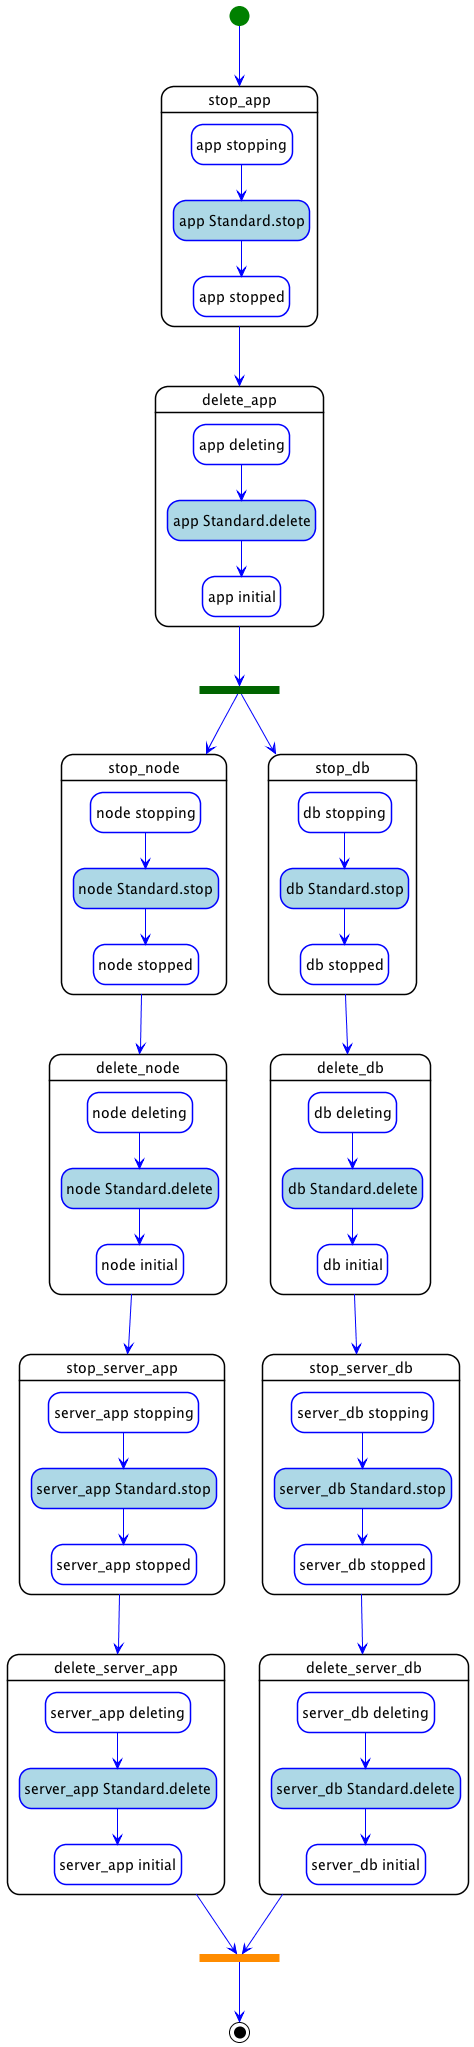 stop_app
app stopping
app Standard.stop
app stopped
delete_app
app deleting
app Standard.delete
app initial
stop_node
node stopping
node Standard.stop
node stopped
stop_db
db stopping
db Standard.stop
db stopped
delete_node
node deleting
node Standard.delete
node initial
delete_db
db deleting
db Standard.delete
db initial
stop_server_app
server_app stopping
server_app Standard.stop
server_app stopped
stop_server_db
server_db stopping
server_db Standard.stop
server_db stopped
delete_server_app
server_app deleting
server_app Standard.delete
server_app initial
delete_server_db
server_db deleting
server_db Standard.delete
server_db initial